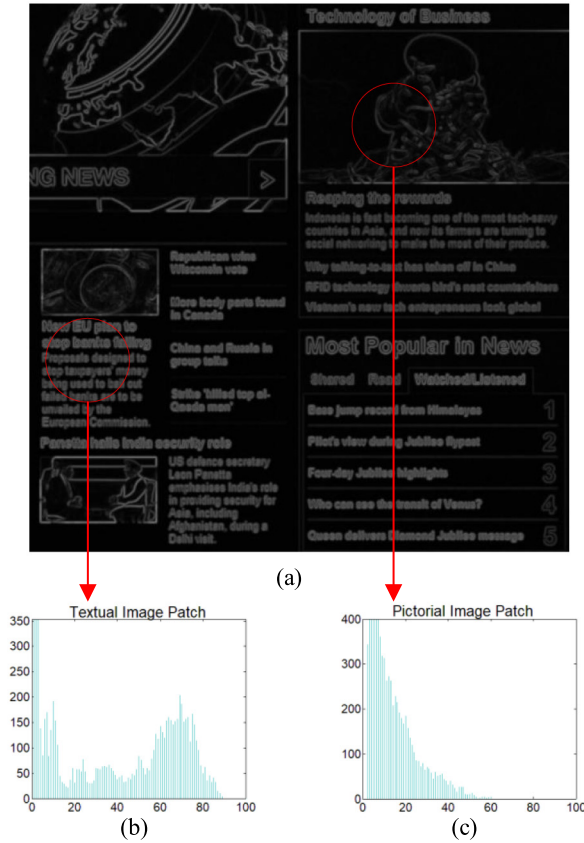 Technology of Business
NG NEWS
>
Reaping the rewards
Indonesia is fast becoming one of the most tech-savvy
countries in Asia, and now its farmers are turning to
social networking to make the most of their produce.
Why talking-to-text has taken off in China
RFID technology thwarts bird's nest counterfeiters
Vietnam's new tech entrepreneurs look global
Republican wins
Wisconsin vote
More body parts found
in Canada
China and Russia in
group talks
Strike 'killed top al-
Qaeda man'
New EU plan to
stop banks failing
Proposals designed to
stop taxpayers' money
being used to bail out
failed banks are to be
unveiled by the
European Commission.
Panetta hails India security role
US defence secretary
Leon Panetta
emphasises India's role
in providing security for
Asia, including
Afghanistan, during a
Delhi visit.
Most Popular in News
Shared Read Watched/Listened
Base jump record from Himalayas 1
Pilot's view during Jubilee flypast 2
Four-day Jubilee highlights 3
Who can see the transit of Venus? 4
Queen delivers Diamond Jubilee message 5
(a)
Textual Image Patch
350
300
250
200
150
100
50
0
0 20 40 60 80 100
(b)
Pictorial Image Patch
400
300
200
100
0
0 20 40 60 80 100
(c)